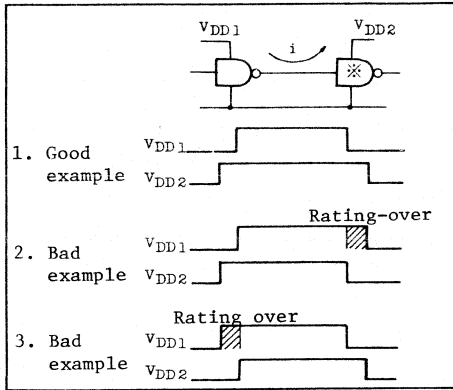 VDD1 VDD2
i
※
1. Good example
VDD1
VDD2
Rating-over
2. Bad example
VDD1
VDD2
Rating over
3. Bad example
VDD1
VDD2